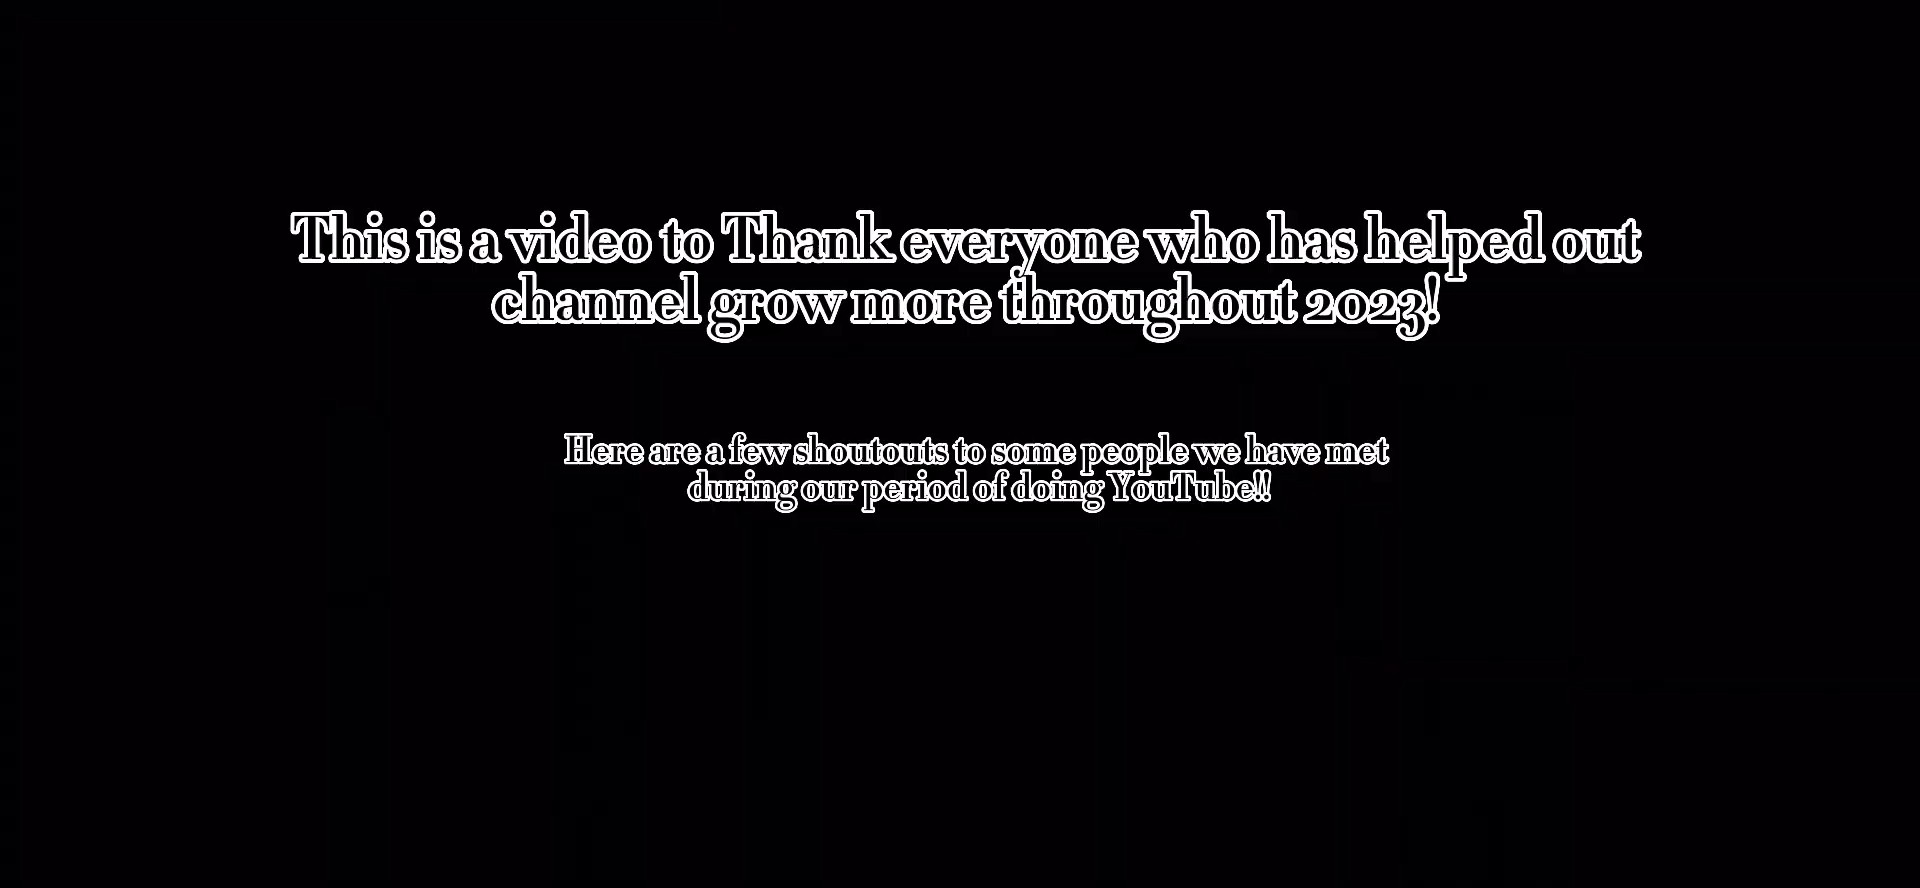 This is a video to Thank everyone who has helped out
channel grow more throughout 2023!
Here are a few shoutouts to some people we have met
during our period of doing YouTube!!